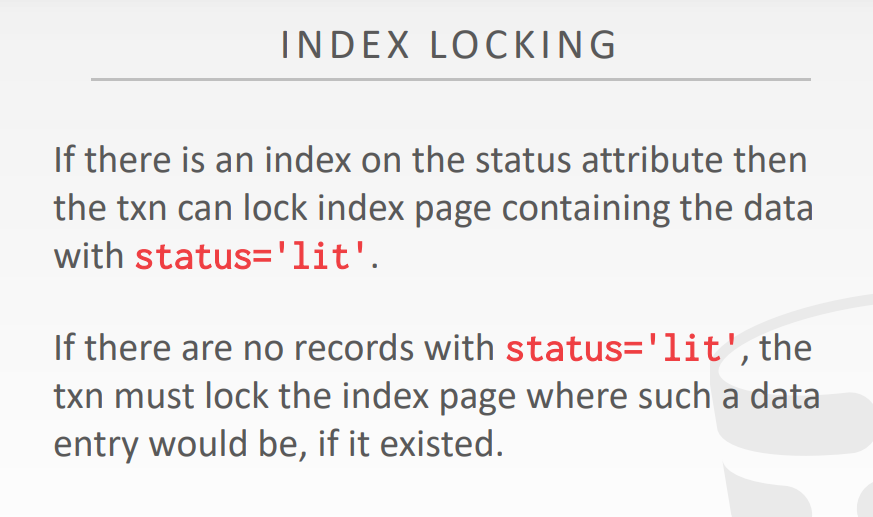 INDEX LOCKING
If there is an index on the status attribute then
the txn can lock index page containing the data
with status='lit'.
If there are no records with status='lit', the
txn must lock the index page where such a data
entry would be, if it existed.